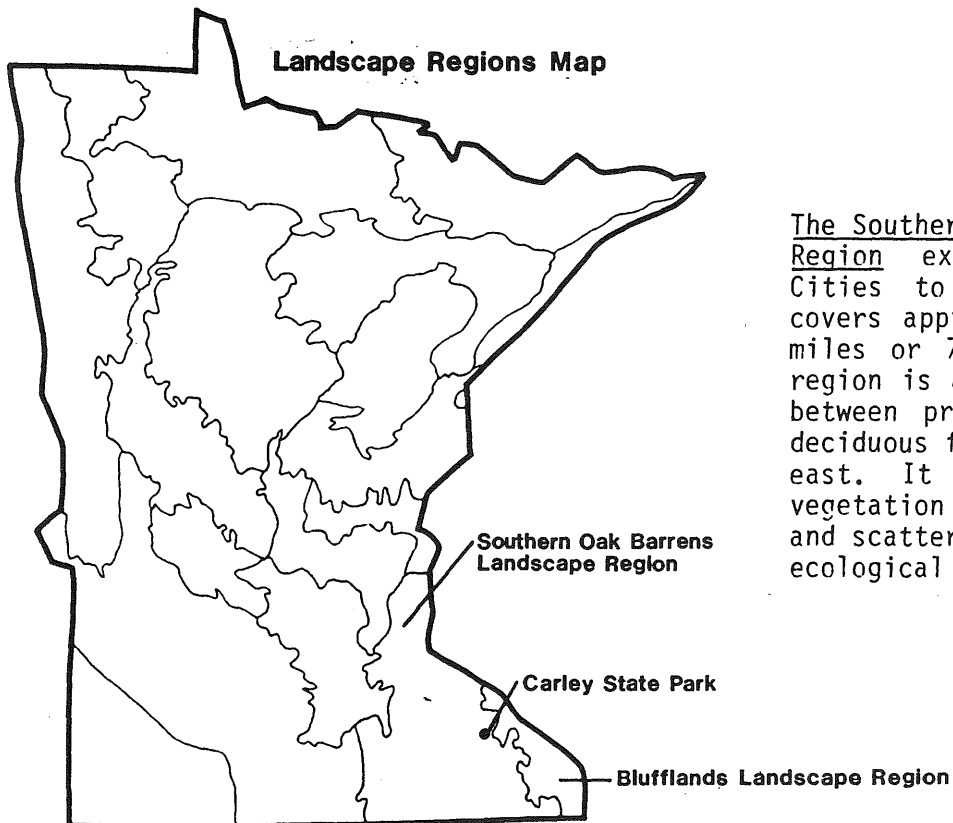 Landscape Regions Map
The Souther
Region ex
Cities to
covers app
miles or 7
region is
between pr
deciduous f
east. It
vegetation
and scatter
ecological
Southern Oak Barrens
Landscape Region
Carley State Park
Blufflands Landscape Region